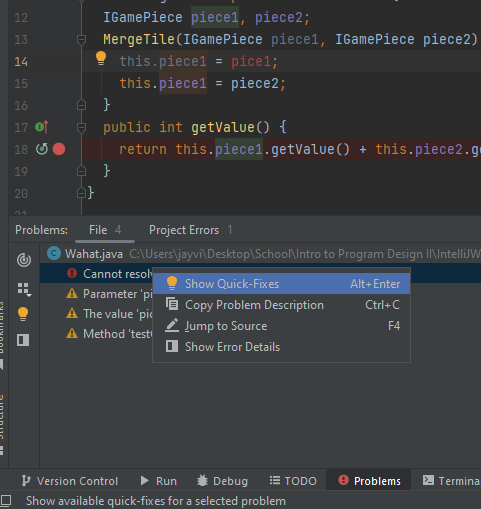 12 IGamePiece piece1, piece2;
13 MergeTile(IGamePiece piece1, IGamePiece piece2)
14 this.piece1 = pice1;
15 this.piece1 = piece2;
16 }
17 public int getValue() {
18 return this.piece1.getValue() + this.piece2.ge
19 }
20 }
21
Problems: File 4 Project Errors 1
Wahat.java C:\Users\jayvi\Desktop\School\Intro to Program Design II\IntelliJW
Cannot resolv
Parameter 'pi
The value 'pic
Method 'test
Show Quick-Fixes Alt+Enter
Copy Problem Description Ctrl+C
Jump to Source F4
Show Error Details
Bookmarks
Structure
Version Control Run Debug TODO Problems Termina
Show available quick-fixes for a selected problem